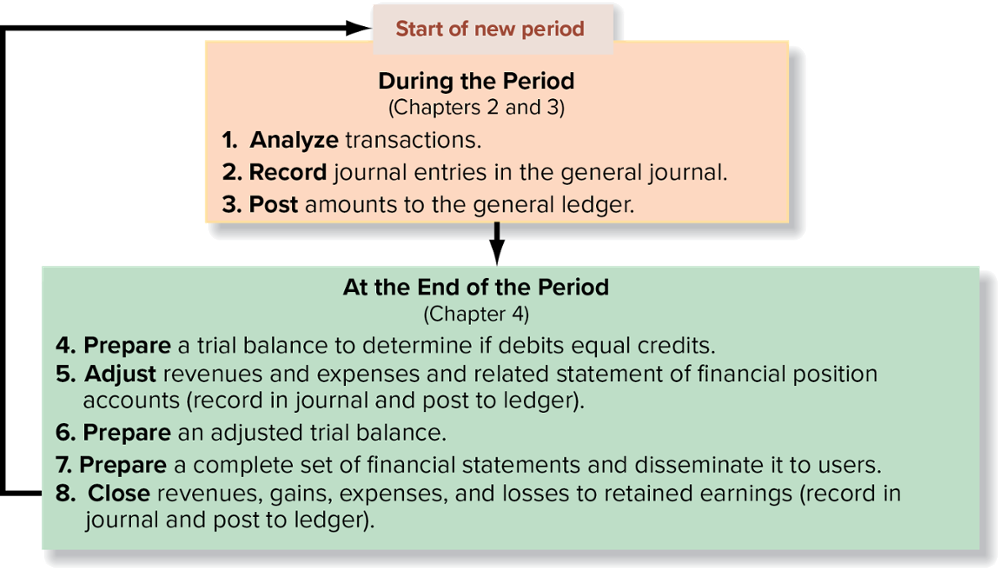 Start of new period
During the Period
(Chapters 2 and 3)
1. Analyze transactions.
2. Record journal entries in the general journal.
3. Post amounts to the general ledger.
At the End of the Period
(Chapter 4)
4. Prepare a trial balance to determine if debits equal credits.
5. Adjust revenues and expenses and related statement of financial position
accounts (record in journal and post to ledger).
6. Prepare an adjusted trial balance.
7. Prepare a complete set of financial statements and disseminate it to users.
8. Close revenues, gains, expenses, and losses to retained earnings (record in
journal and post to ledger).